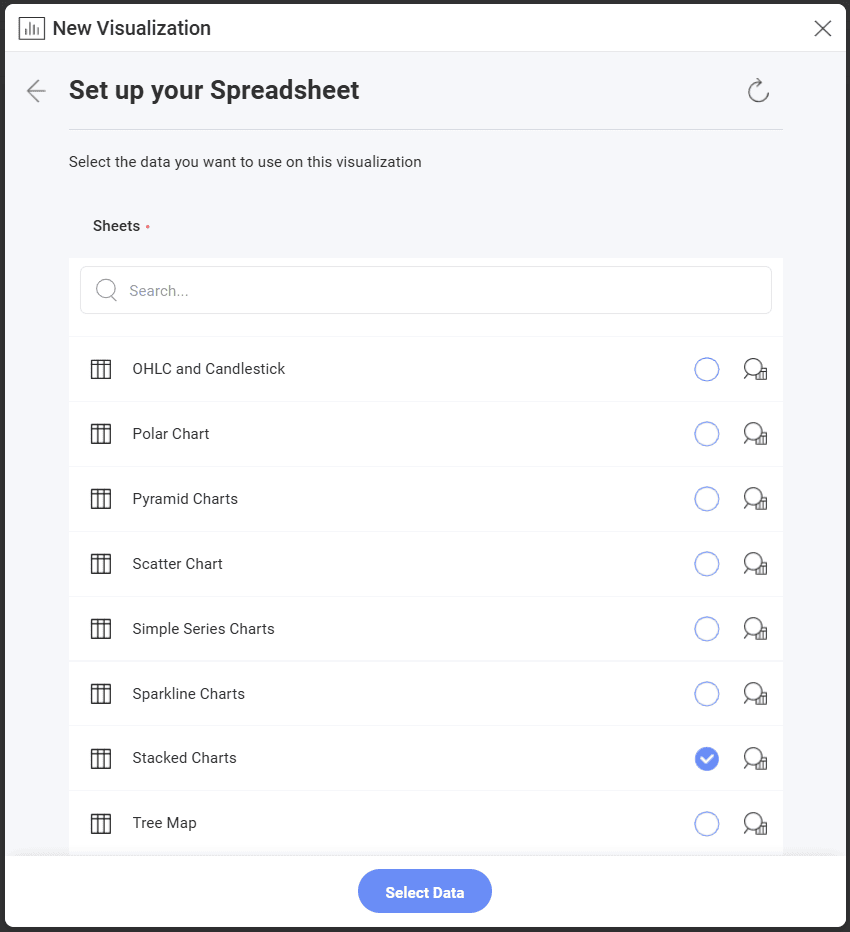 New Visualization
Set up your Spreadsheet
Select the data you want to use on this visualization
Sheets •
Search...
OHLC and Candlestick
Polar Chart
Pyramid Charts
Scatter Chart
Simple Series Charts
Sparkline Charts
Stacked Charts
Tree Map
Select Data